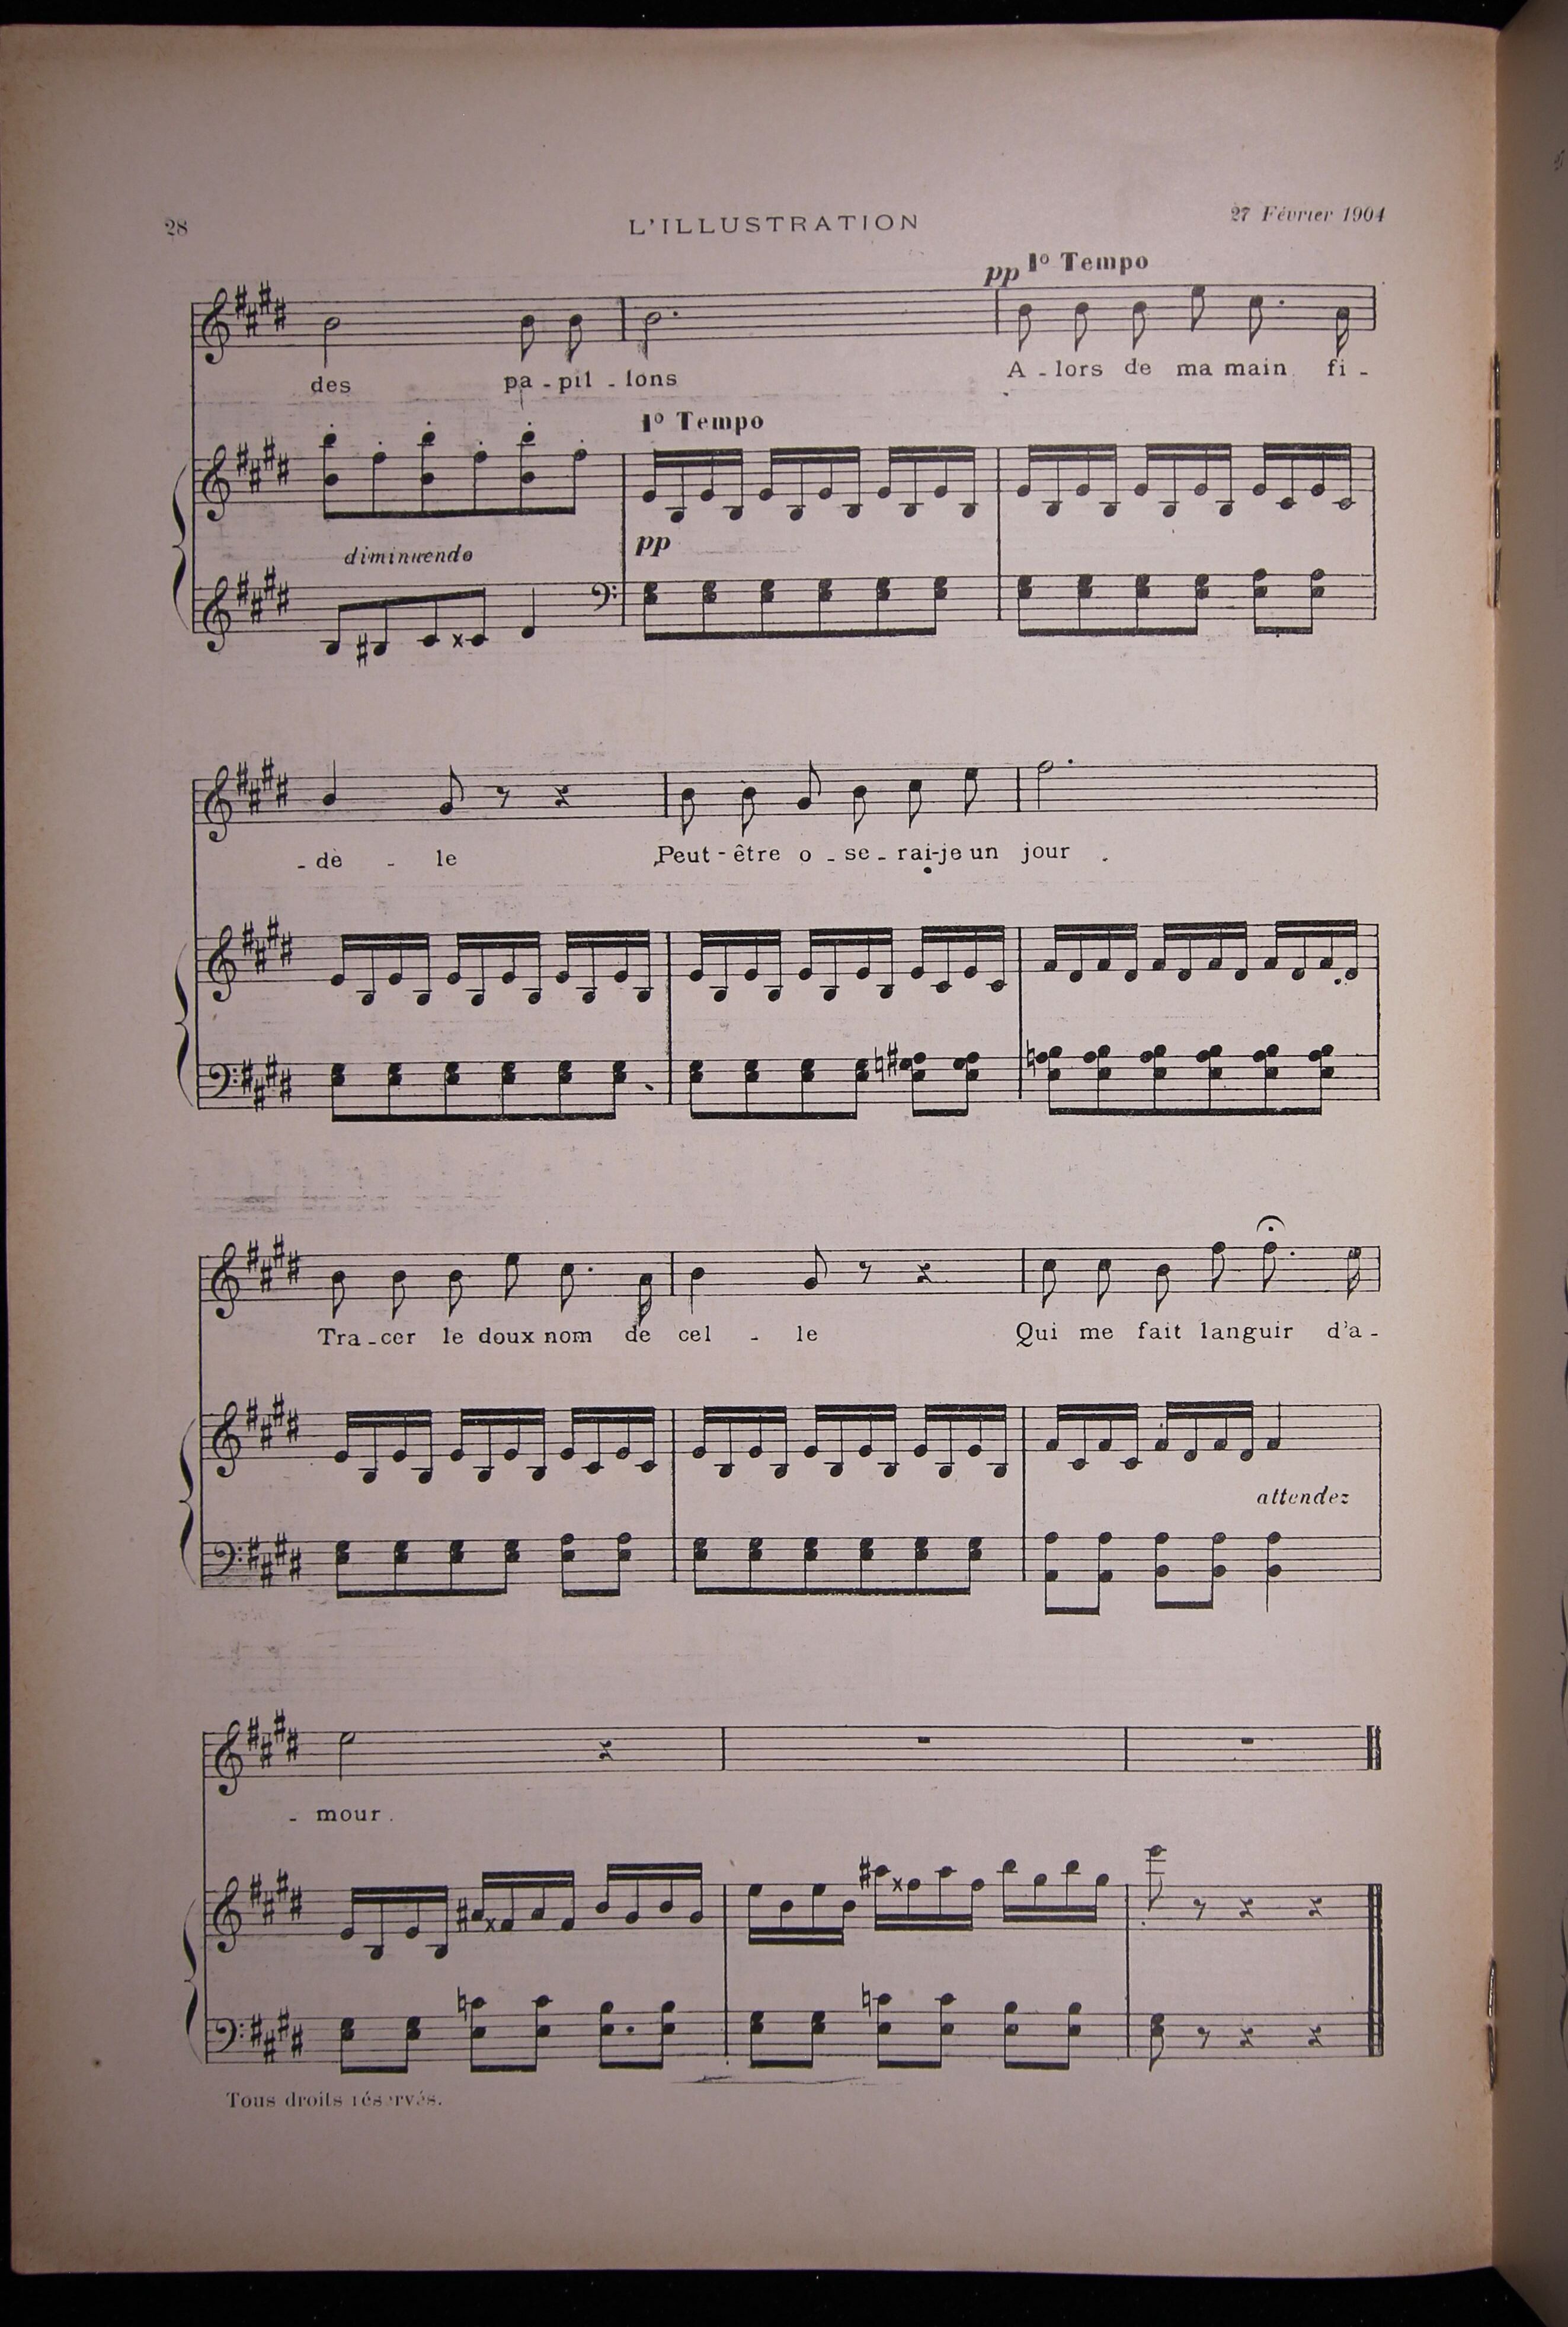 28
L'ILLUSTRATION
27 Février 1904
pp 1º Tempo
des pa - pil - lons A - lors de ma main fi -
1º Tempo
diminuendo
pp
- dè - le Peut - être o - se - rai-je un jour .
Tra - cer le doux nom de cel - le Qui me fait languir d'a -
attendez
- mour .
Tous droits réservés.